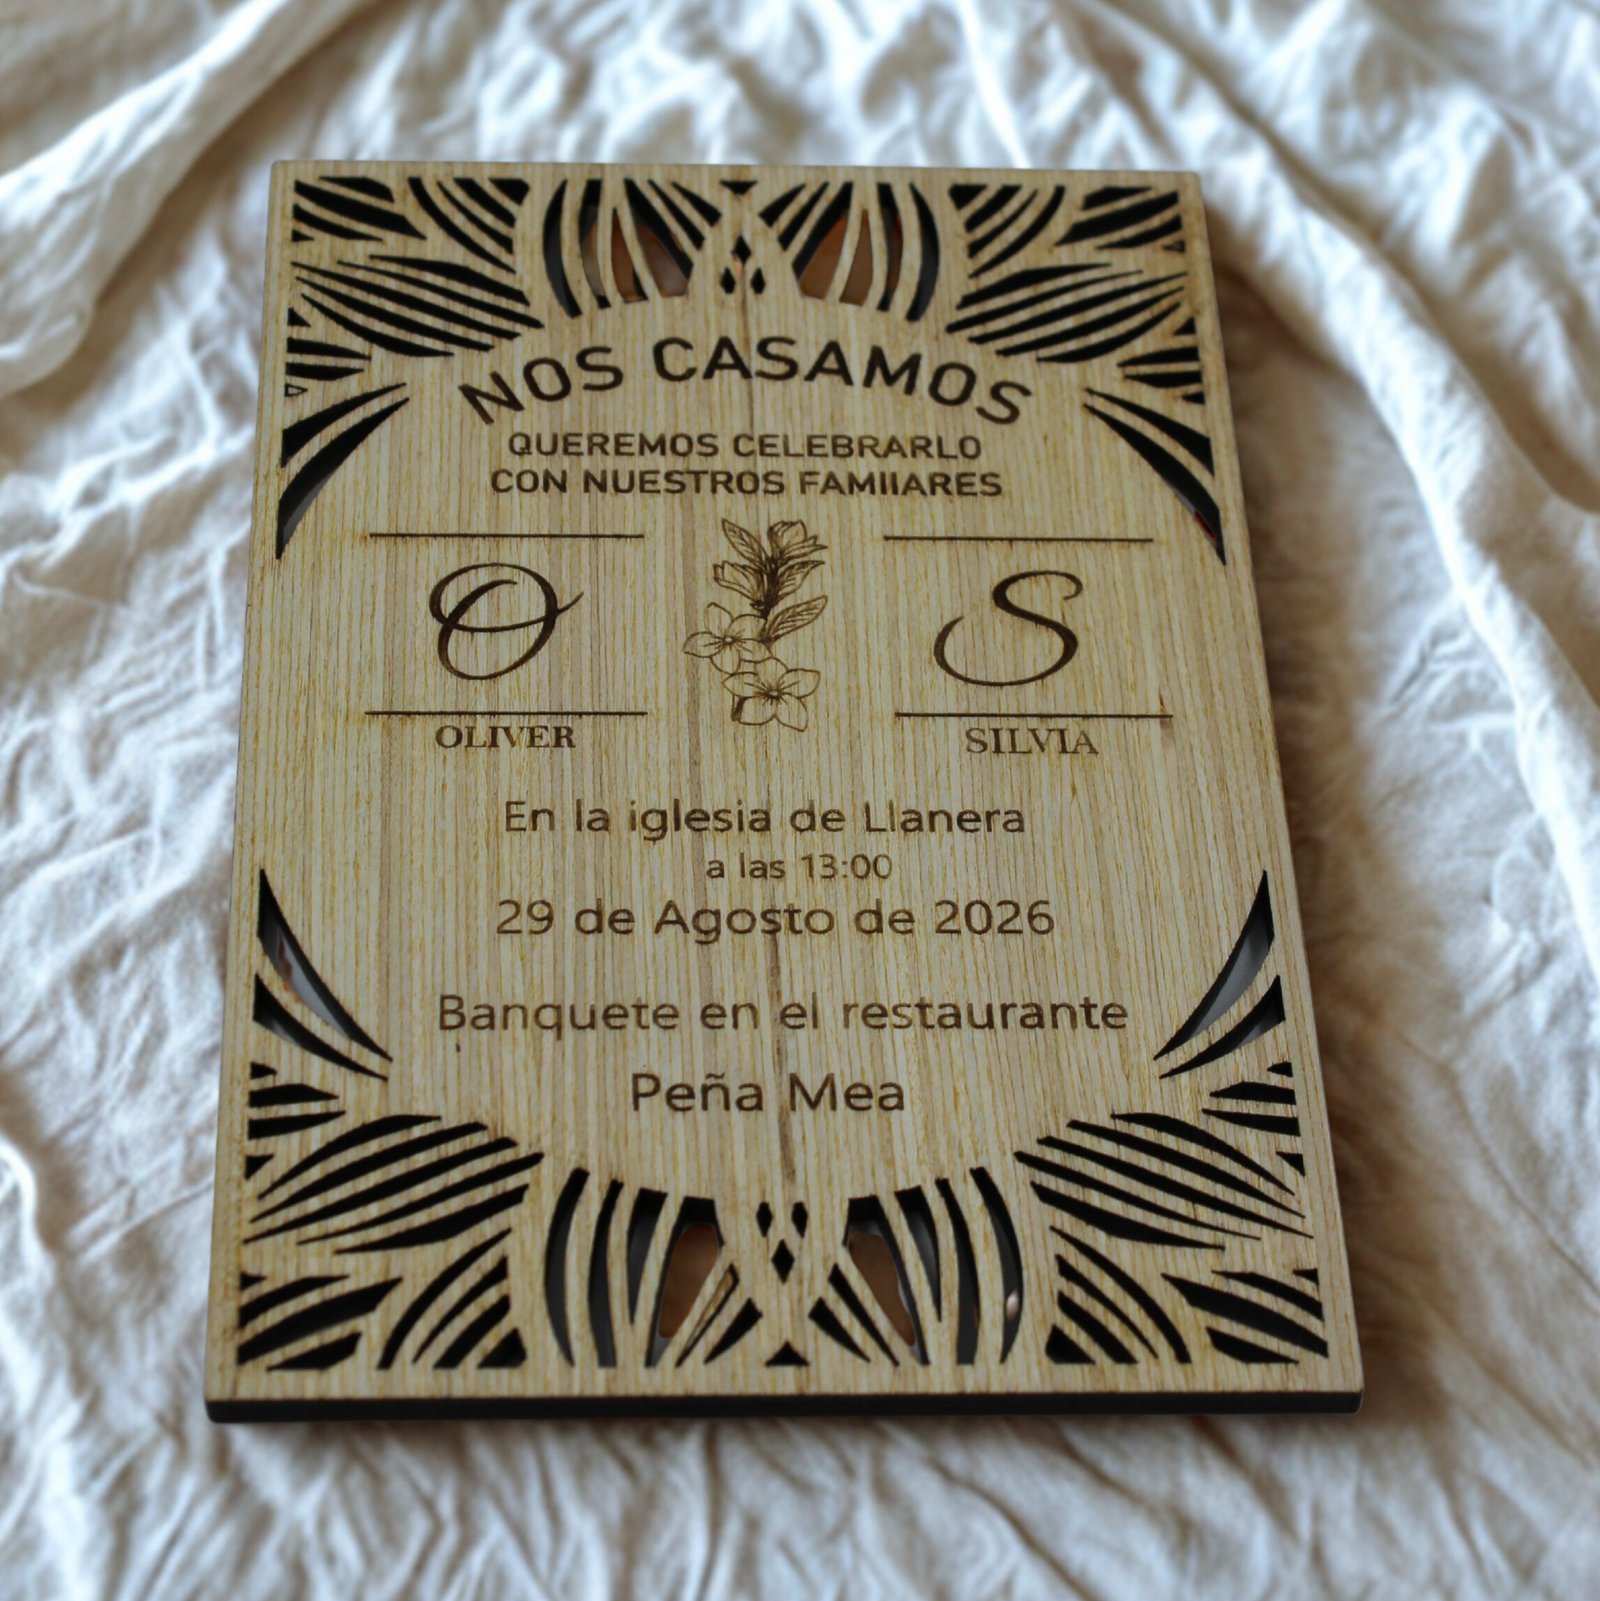 NOS CASAMOS
QUEREMOS CELEBRARLO
CON NUESTROS FAMIIARES
O S
OLIVER SILVIA
En la iglesia de Llanera
a las 13:00
29 de Agosto de 2026
Banquete en el restaurante
Peña Mea